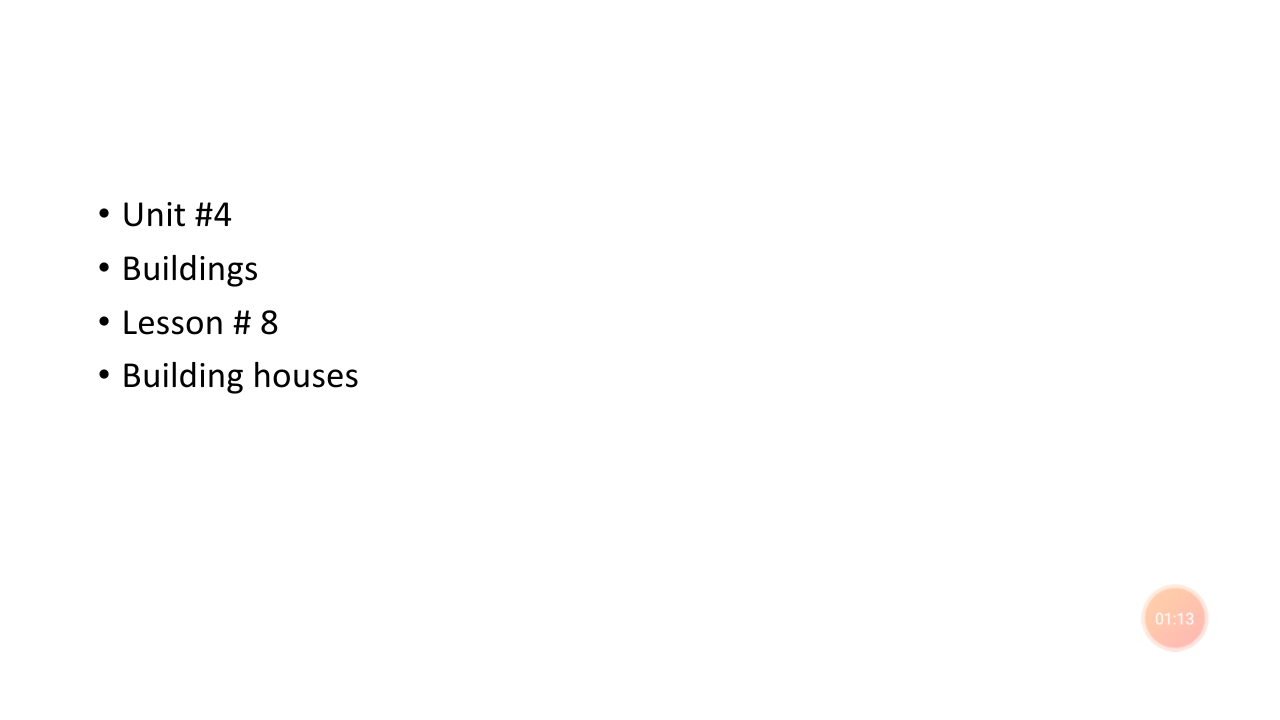 • Unit #4
• Buildings
• Lesson # 8
• Building houses
01:13